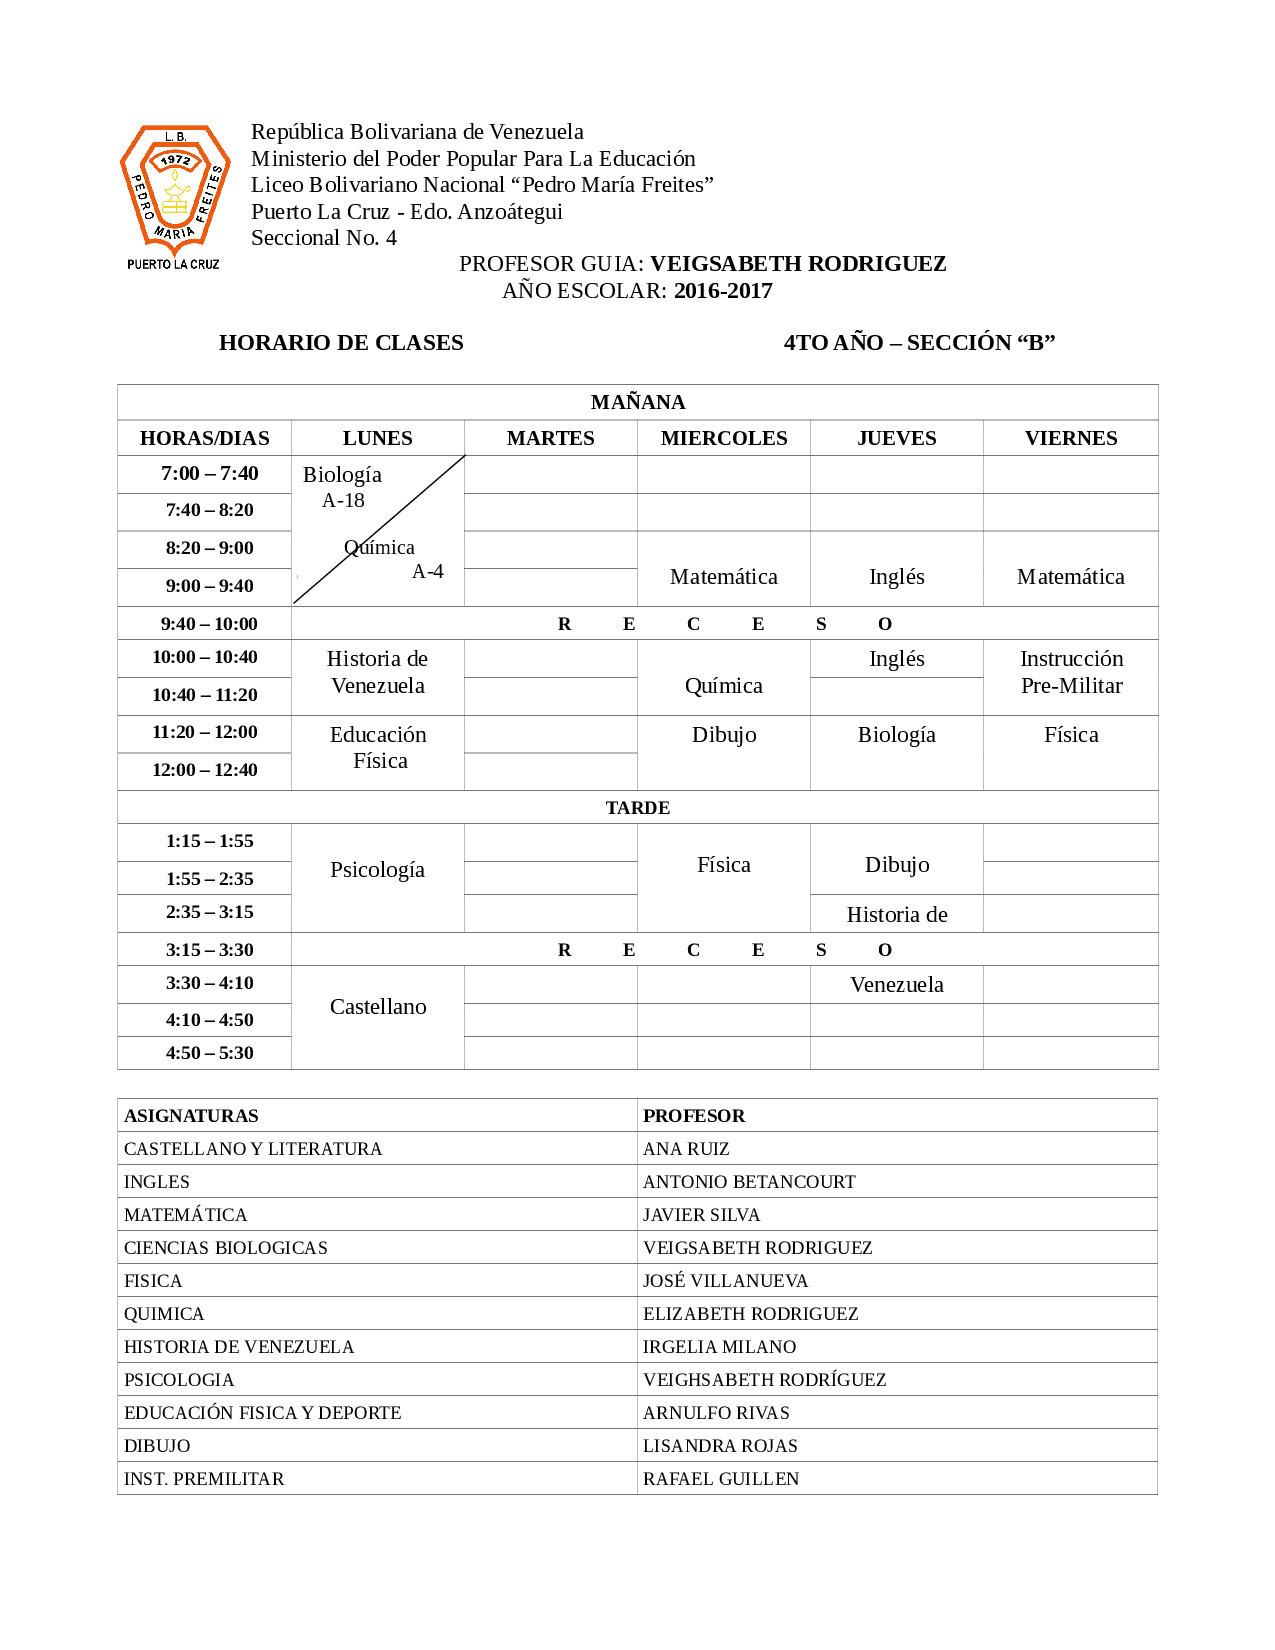 L. B.
1972
PEDRO MARIA FREITES
PUERTO LA CRUZ
República Bolivariana de Venezuela
Ministerio del Poder Popular Para La Educación
Liceo Bolivariano Nacional “Pedro María Freites”
Puerto La Cruz - Edo. Anzoátegui
Seccional No. 4
PROFESOR GUIA: VEIGSABETH RODRIGUEZ
AÑO ESCOLAR: 2016-2017
HORARIO DE CLASES 4TO AÑO – SECCIÓN “B”
MAÑANA
HORAS/DIAS LUNES MARTES MIERCOLES JUEVES VIERNES
7:00 – 7:40 Biología
A-18
7:40 – 8:20
8:20 – 9:00 Química
A-4
9:00 – 9:40 Matemática Inglés Matemática
9:40 – 10:00 R E C E S O
10:00 – 10:40 Historia de Inglés Instrucción
Venezuela Química Pre-Militar
10:40 – 11:20
11:20 – 12:00 Educación Dibujo Biología Física
Física
12:00 – 12:40
TARDE
1:15 – 1:55
Psicología Física Dibujo
1:55 – 2:35
2:35 – 3:15 Historia de
3:15 – 3:30 R E C E S O
3:30 – 4:10 Venezuela
Castellano
4:10 – 4:50
4:50 – 5:30
ASIGNATURAS PROFESOR
CASTELLANO Y LITERATURA ANA RUIZ
INGLES ANTONIO BETANCOURT
MATEMÁTICA JAVIER SILVA
CIENCIAS BIOLOGICAS VEIGSABETH RODRIGUEZ
FISICA JOSÉ VILLANUEVA
QUIMICA ELIZABETH RODRIGUEZ
HISTORIA DE VENEZUELA IRGELIA MILANO
PSICOLOGIA VEIGHSABETH RODRÍGUEZ
EDUCACIÓN FISICA Y DEPORTE ARNULFO RIVAS
DIBUJO LISANDRA ROJAS
INST. PREMILITAR RAFAEL GUILLEN